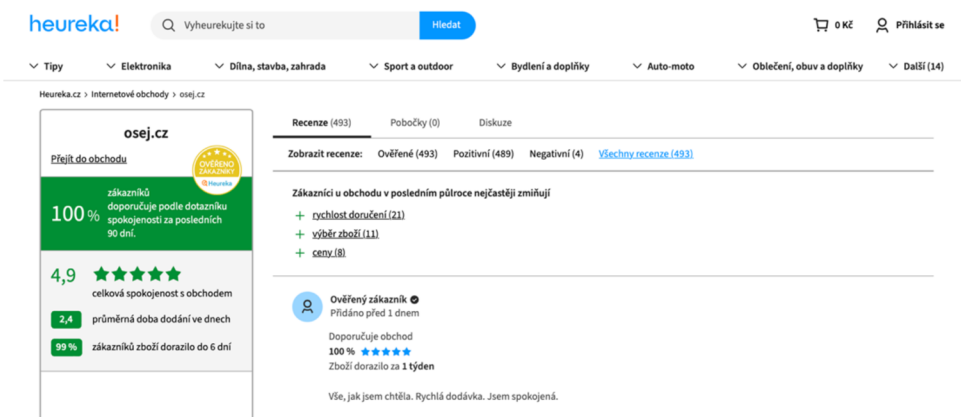 heureka!
Vyheurekujte si to
Hledat
0 Kč
Přihlásit se
Tipy
Elektronika
Dílna, stavba, zahrada
Sport a outdoor
Bydlení a doplňky
Auto-moto
Oblečení, obuv a doplňky
Další (14)
Heureka.cz > Internetové obchody > osej.cz
osej.cz
Přejít do obchodu
OVĚŘENO
ZÁKAZNÍKY
Heureka
100 %
zákazníků
doporučuje podle dotazníku
spokojenosti za posledních
90 dní.
4,9
celková spokojenost s obchodem
2,4 průměrná doba dodání ve dnech
99 % zákazníků zboží dorazilo do 6 dní
Recenze (493)
Pobočky (0)
Diskuze
Zobrazit recenze:
Ověřené (493)
Pozitivní (489)
Negativní (4)
Všechny recenze (493)
Zákazníci u obchodu v posledním půlroce nejčastěji zmiňují
+ rychlost doručení (21)
+ výběr zboží (11)
+ ceny (8)
Ověřený zákazník
Přidáno před 1 dnem
Doporučuje obchod
100 %
Zboží dorazilo za 1 týden
Vše, jak jsem chtěla. Rychlá dodávka. Jsem spokojená.